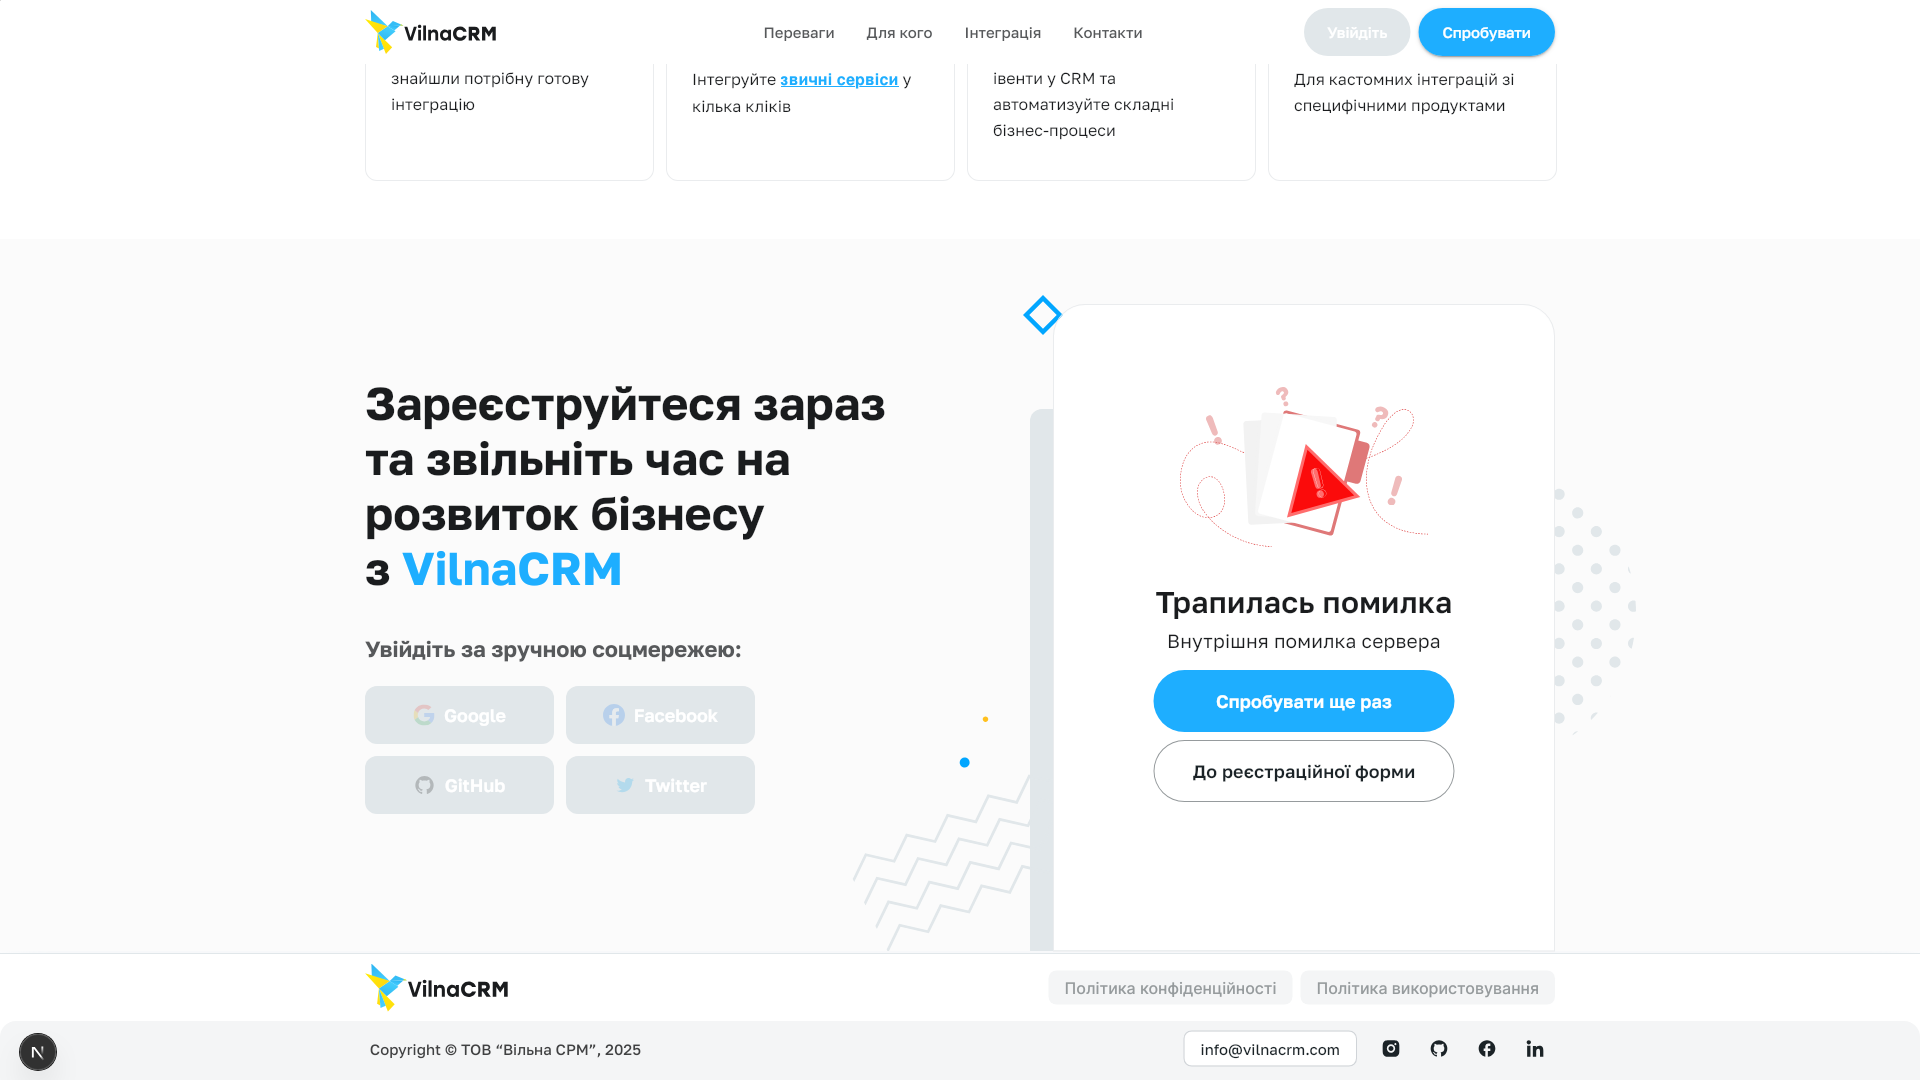 VilnaCRM
Переваги
Для кого
Інтеграція
Контакти
Увійдіть
Спробувати
знайшли потрібну готову
інтеграцію
Інтегруйте звичні сервіси у
кілька кліків
івенти у CRM та
автоматизуйте складні
бізнес-процеси
Для кастомних інтеграцій зі
специфічними продуктами
Зареєструйтеся зараз
та звільніть час на
розвиток бізнесу
з VilnaCRM
Увійдіть за зручною соцмережею:
Google
Facebook
GitHub
Twitter
Трапилась помилка
Внутрішня помилка сервера
Спробувати ще раз
До реєстраційної форми
VilnaCRM
Політика конфіденційності
Політика використовування
N
Copyright © ТОВ “Вільна СРМ”, 2025
info@vilnacrm.com